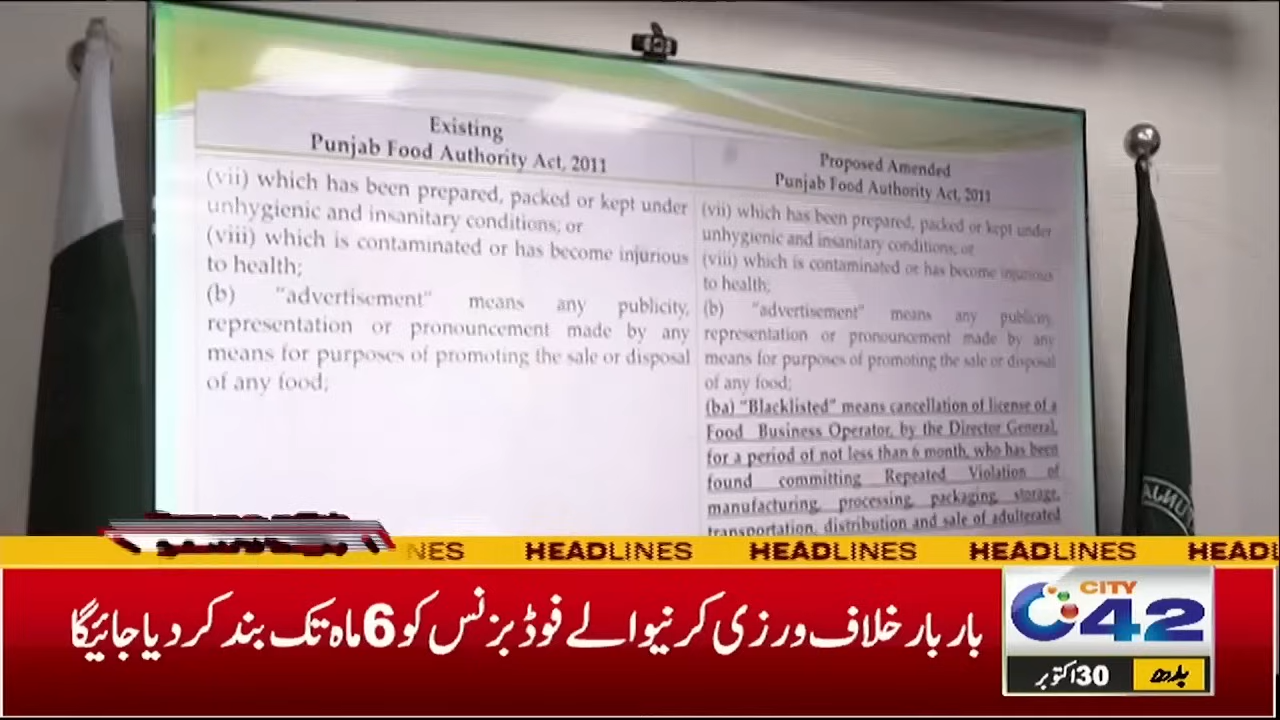 Existing
Punjab Food Authority Act, 2011
(vii) which has been prepared, packed or kept under
unhygienic and insanitary conditions; or
(viii) which is contaminated or has become injurious
to health;
(b) "advertisement" means any publicity,
representation or pronouncement made by any
means for purposes of promoting the sale or disposal
of any food;
Proposed Amended
Punjab Food Authority Act, 2011
(vii) which has been prepared, packed or kept under
unhygienic and insanitary conditions; or
(viii) which is contaminated or has become injurious
to health;
(b) "advertisement" means any publicity,
representation or pronouncement made by any
means for purposes of promoting the sale or disposal
of any food;
(ba) "Blacklisted" means cancellation of license of a
Food Business Operator, by the Director General,
for a period of not less than 6 month, who has been
found committing Repeated Violation of
manufacturing, processing, packaging, storage,
transportation, distribution and sale of adulterated
NES HEADLINES HEADLINES HEADLINES HEADL
بار بار خلاف ورزی کرنیوالے فوڈ بزنس کو 6 ماہ تک بند کر دیا جائیگا
CITY
42
بدھ 30 اکتوبر